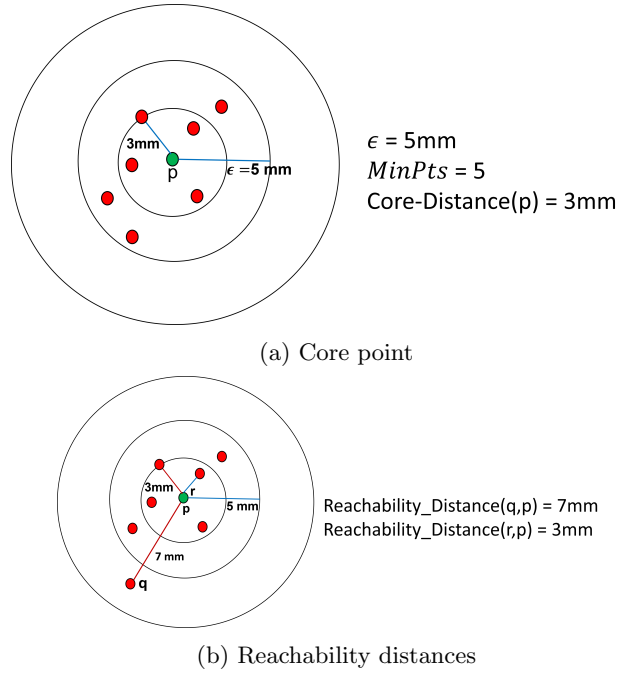 3mm
p
ϵ =5 mm
ϵ = 5mm
MinPts = 5
Core-Distance(p) = 3mm
(a) Core point
3mm
r
p
5 mm
7 mm
q
Reachability_Distance(q,p) = 7mm
Reachability_Distance(r,p) = 3mm
(b) Reachability distances